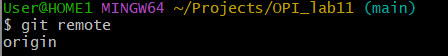 User@HOME1 MINGW64 ~/Projects/OPI_lab11 (main)
$ git remote
origin